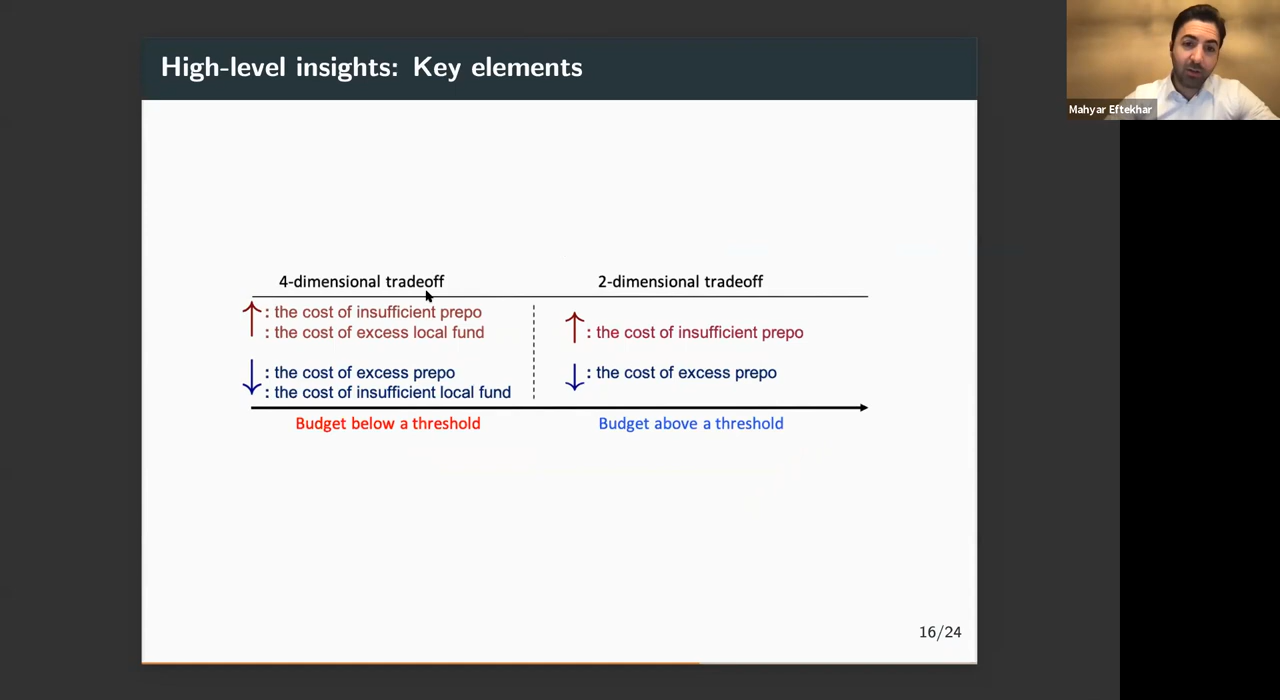 High-level insights: Key elements
Mahyar Eftekhar
4-dimensional tradeoff
2-dimensional tradeoff
: the cost of insufficient prepo
: the cost of excess local fund
: the cost of insufficient prepo
: the cost of excess prepo
: the cost of insufficient local fund
: the cost of excess prepo
Budget below a threshold
Budget above a threshold
16/24